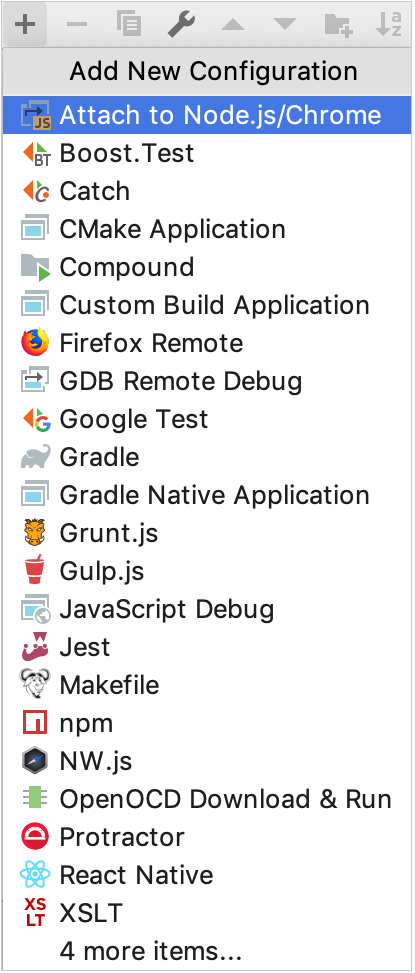 Add New Configuration
Attach to Node.js/Chrome
Boost.Test
Catch
CMake Application
Compound
Custom Build Application
Firefox Remote
GDB Remote Debug
Google Test
Gradle
Gradle Native Application
Grunt.js
Gulp.js
JavaScript Debug
Jest
Makefile
npm
NW.js
OpenOCD Download & Run
Protractor
React Native
XSLT
4 more items...